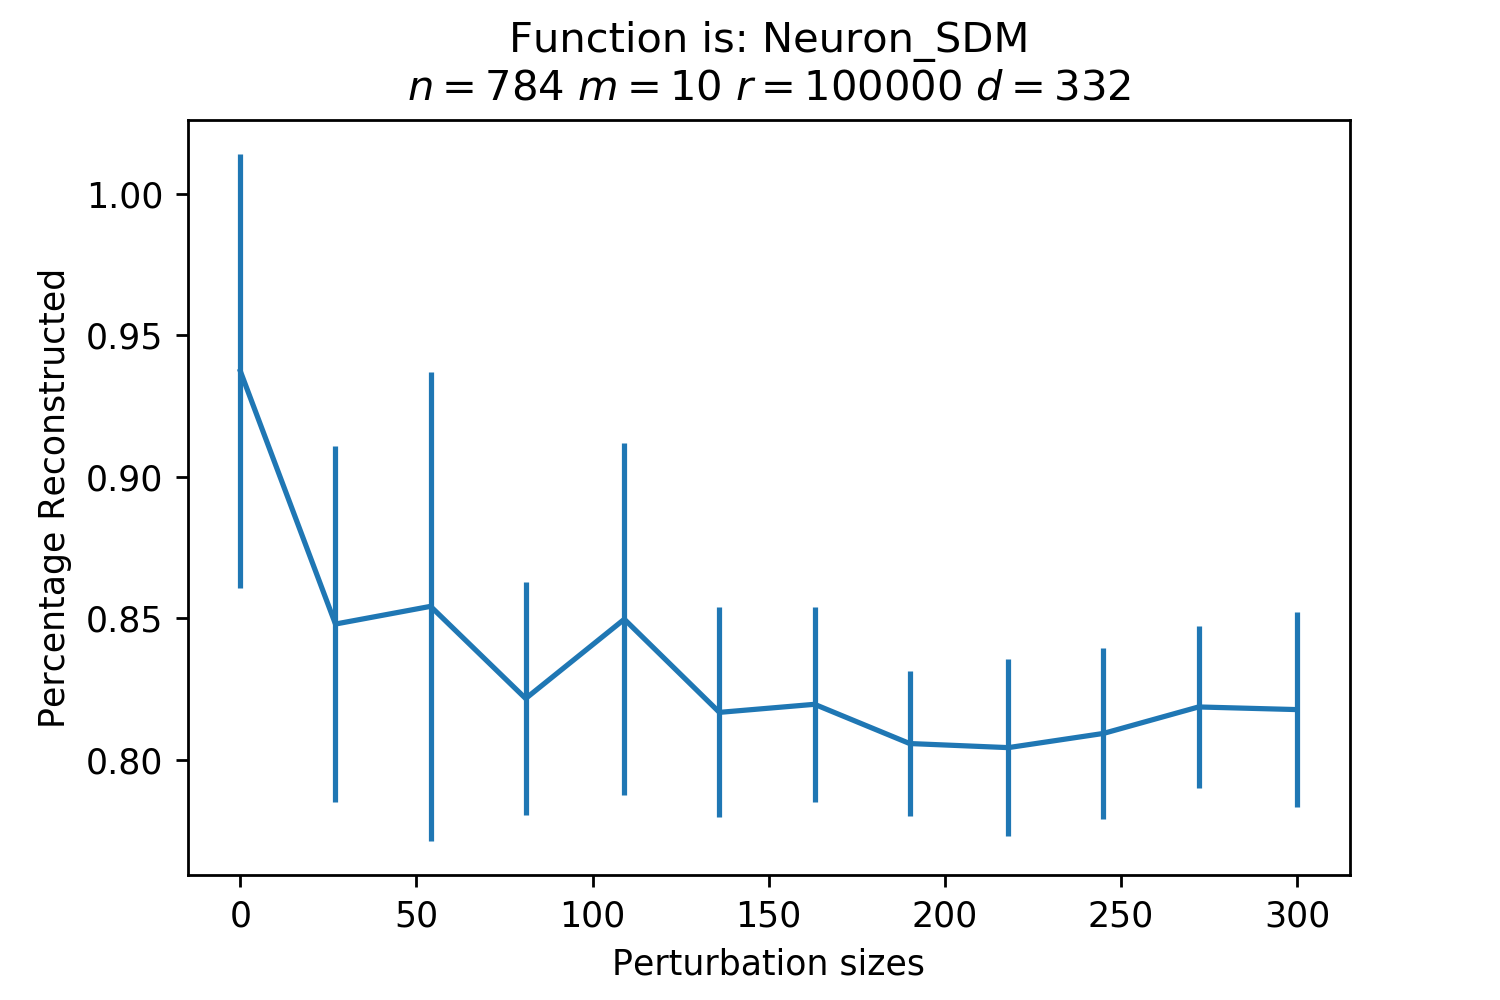 Function is: Neuron_SDM
n = 784 m = 10 r = 100000 d = 332
Percentage Reconstructed
1.00
0.95
0.90
0.85
0.80
0 50 100 150 200 250 300
Perturbation sizes